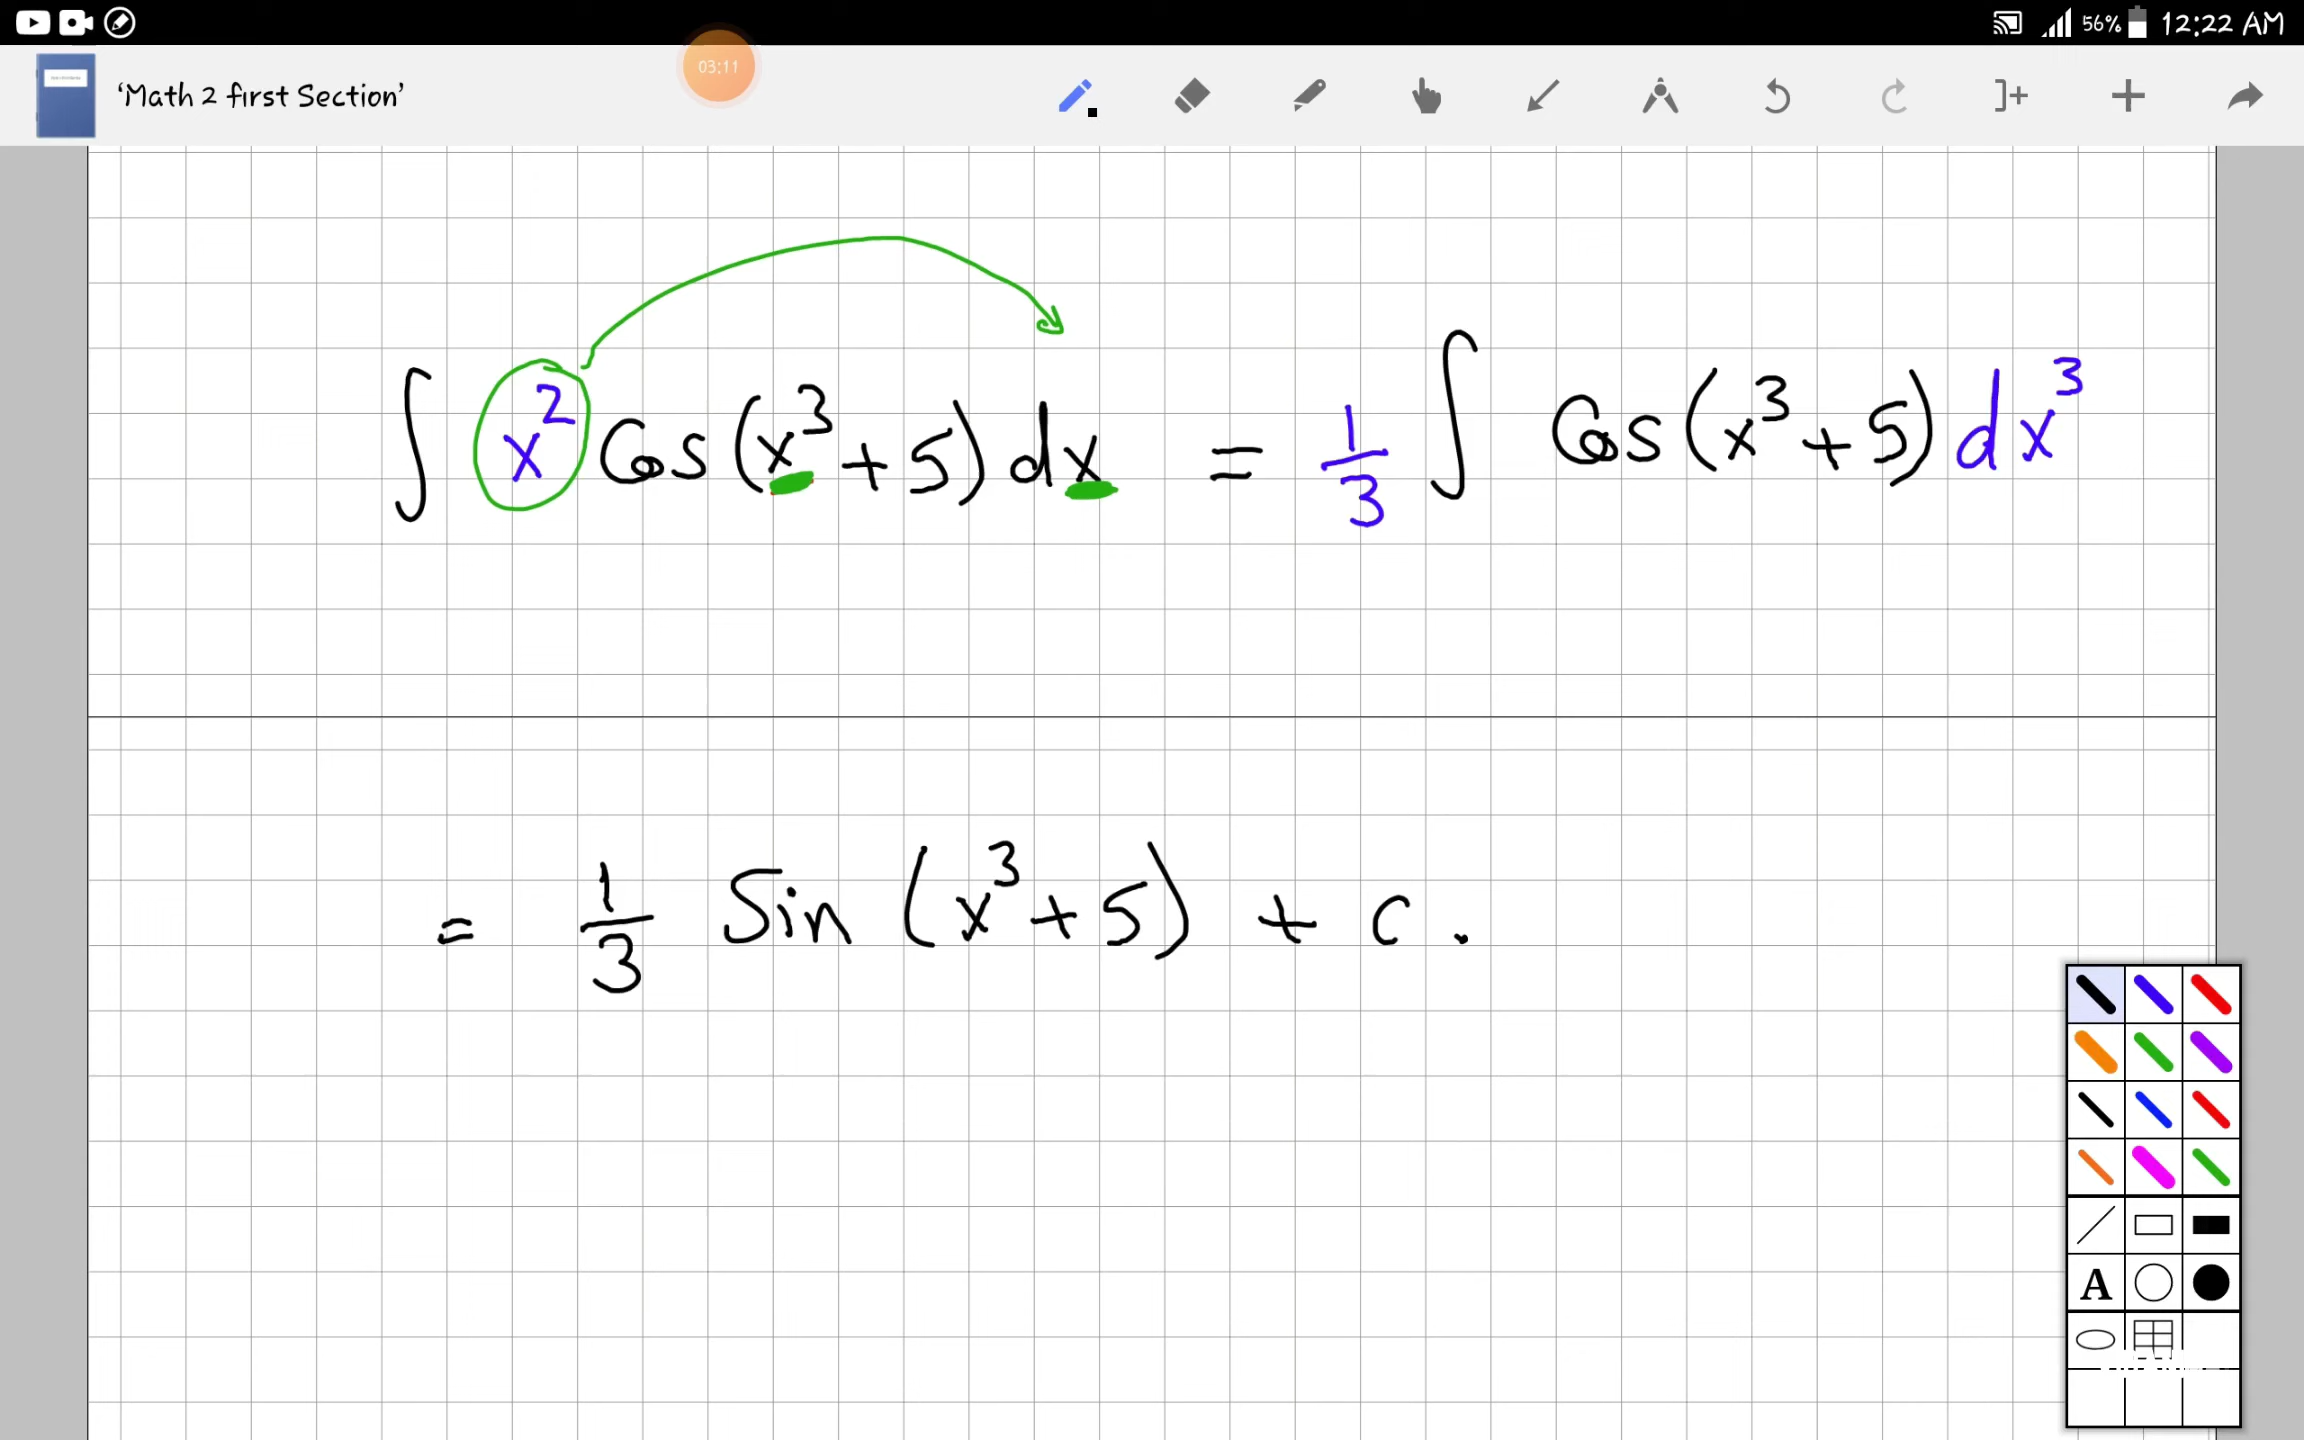 56% 12:22 AM
'Math 2 first Section'
03:11
∫ x² Cos(x³+5) dx = 1/3 ∫ Cos(x³+5) dx³
= 1/3 Sin (x³+5) + c .
A